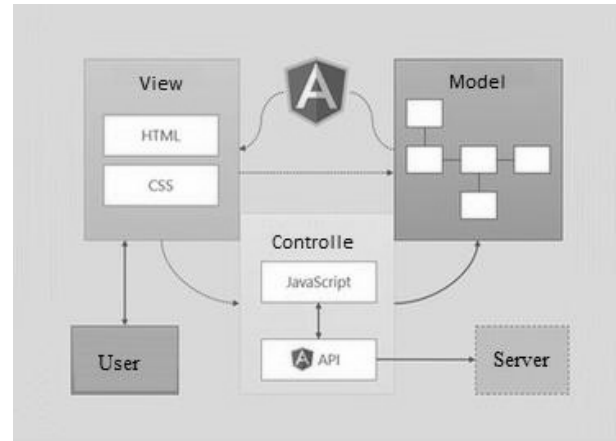 View
HTML
CSS
A
Model
Controlle
JavaScript
A API
User
Server